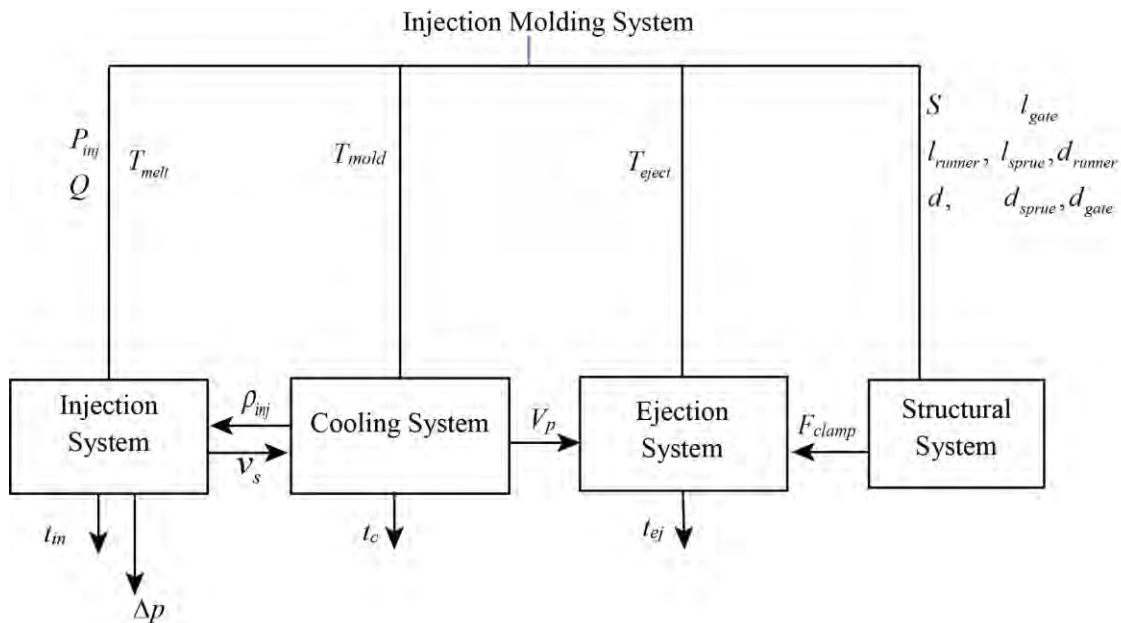 Injection Molding System
P_inj
Q
T_melt
T_mold
T_eject
S l_gate
l_runner, l_sprue, d_runner
d, d_sprue, d_gate
Injection
System
ρ_inj
v_s
Cooling System
V_p
Ejection
System
F_clamp
Structural
System
t_in
t_c
t_ej
Δp